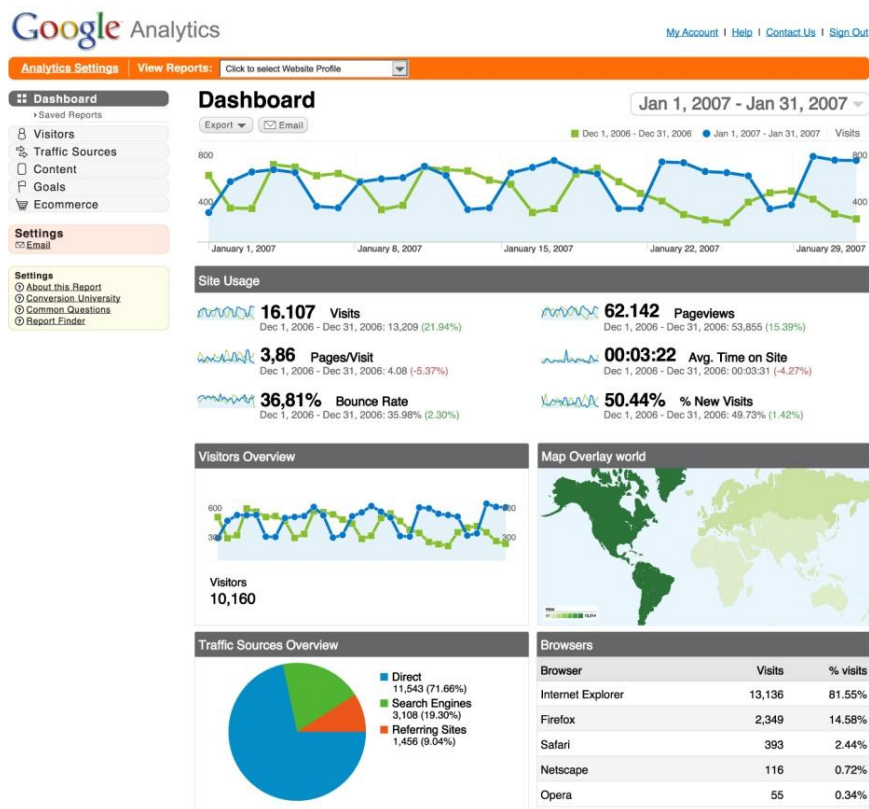 Google Analytics
My Account | Help | Contact Us | Sign Out
Analytics Settings | View Reports: Click to select Website Profile
Dashboard
Saved Reports
Visitors
Traffic Sources
Content
Goals
Ecommerce
Settings
Email
Settings
About this Report
Conversion University
Common Questions
Report Finder
Dashboard
Jan 1, 2007 - Jan 31, 2007
Export
Email
Dec 1, 2006 - Dec 31, 2006 Jan 1, 2007 - Jan 31, 2007 Visits
800 800
400 400
January 1, 2007 January 8, 2007 January 15, 2007 January 22, 2007 January 29, 2007
Site Usage
16.107 Visits
Dec 1, 2006 - Dec 31, 2006: 13,209 (21.94%)
62.142 Pageviews
Dec 1, 2006 - Dec 31, 2006: 53,855 (15.39%)
3,86 Pages/Visit
Dec 1, 2006 - Dec 31, 2006: 4.08 (-5.37%)
00:03:22 Avg. Time on Site
Dec 1, 2006 - Dec 31, 2006: 00:03:31 (-4.27%)
36,81% Bounce Rate
Dec 1, 2006 - Dec 31, 2006: 35.98% (2.30%)
50.44% % New Visits
Dec 1, 2006 - Dec 31, 2006: 49.73% (1.42%)
Visitors Overview
600 600
300 300
Visitors
10,160
Map Overlay world
Traffic Sources Overview
Direct
11,543 (71.66%)
Search Engines
3,108 (19.30%)
Referring Sites
1,456 (9.04%)
Browsers
Browser Visits % visits
Internet Explorer 13,136 81.55%
Firefox 2,349 14.58%
Safari 393 2.44%
Netscape 116 0.72%
Opera 55 0.34%